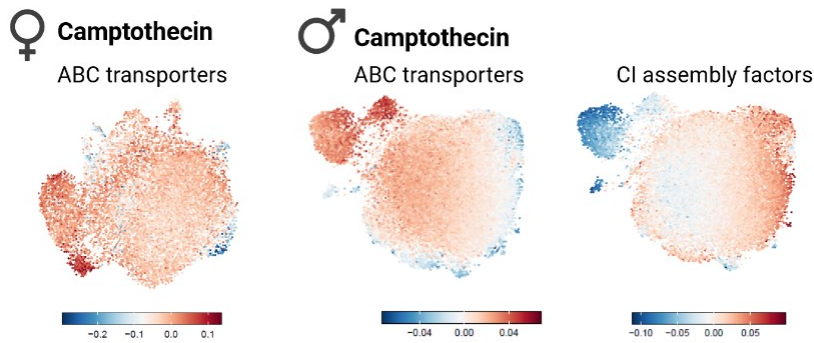 ♀ Camptothecin
ABC transporters
−0.2 −0.1 0.0 0.1
♂ Camptothecin
ABC transporters
−0.04 0.00 0.04
CI assembly factors
−0.10 −0.05 0.00 0.05